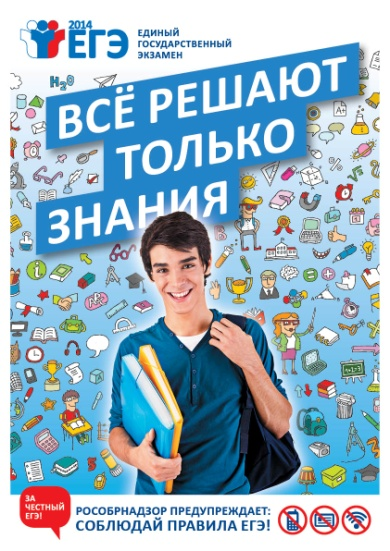 2014
ЕГЭ
ЕДИНЫЙ
ГОСУДАРСТВЕННЫЙ
ЭКЗАМЕН
H2O
ВСЁ РЕШАЮТ
ТОЛЬКО
ЗНАНИЯ
ЗА
ЧЕСТНЫЙ
ЕГЭ!
РОСОБРНАДЗОР ПРЕДУПРЕЖДАЕТ:
СОБЛЮДАЙ ПРАВИЛА ЕГЭ!